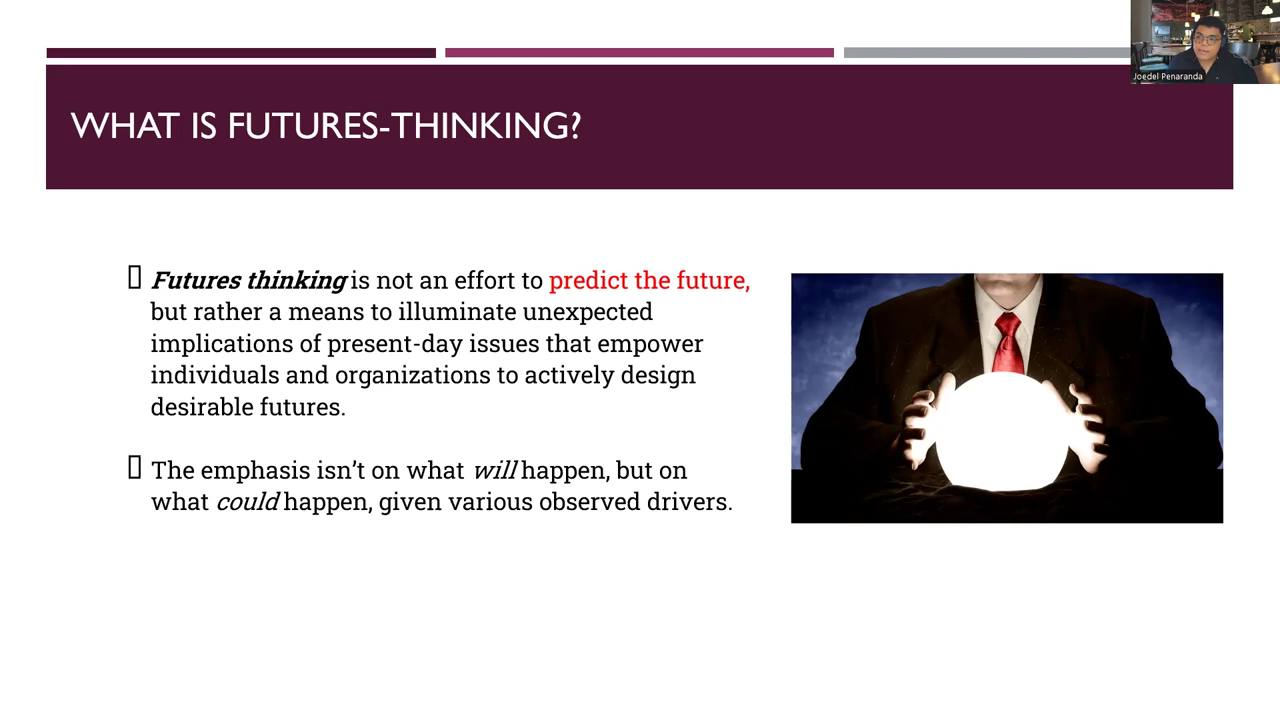 Joedel Penaranda
WHAT IS FUTURES-THINKING?
Futures thinking is not an effort to predict the future,
but rather a means to illuminate unexpected
implications of present-day issues that empower
individuals and organizations to actively design
desirable futures.
The emphasis isn't on what will happen, but on
what could happen, given various observed drivers.